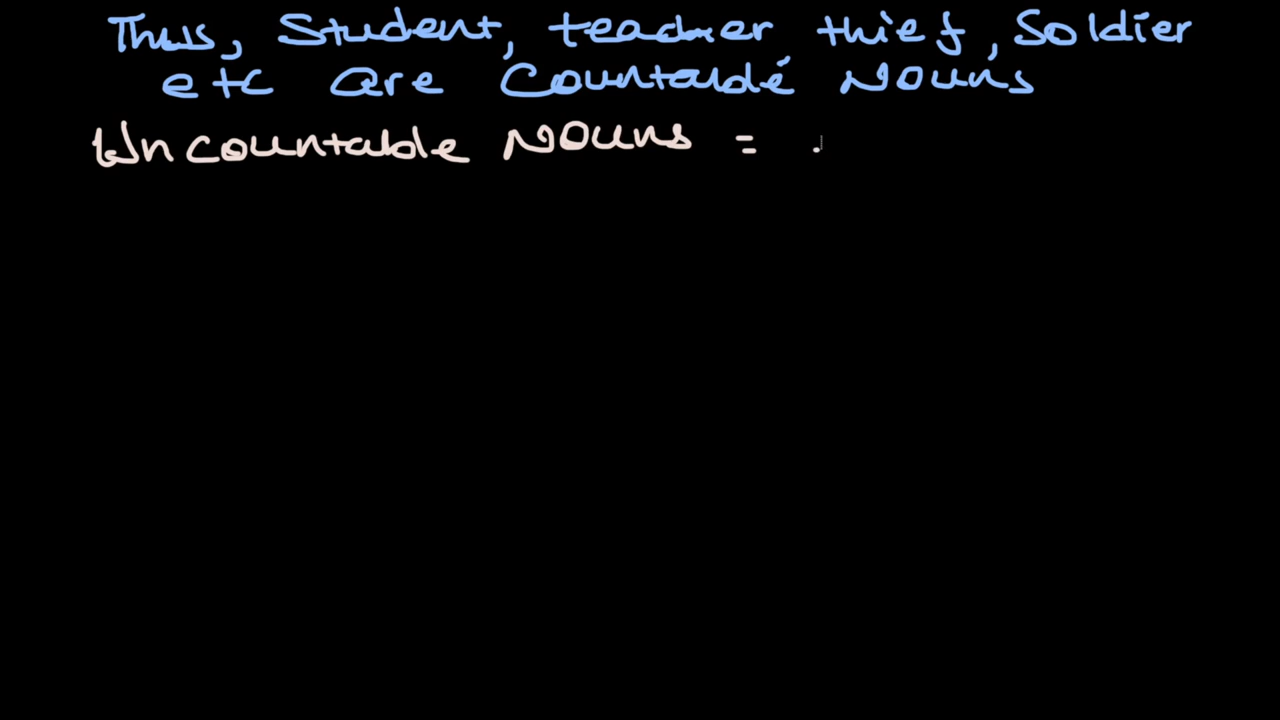 Thus, Student, teacher thief, Soldier
etc are Countable Nouns
Uncountable Nouns = .